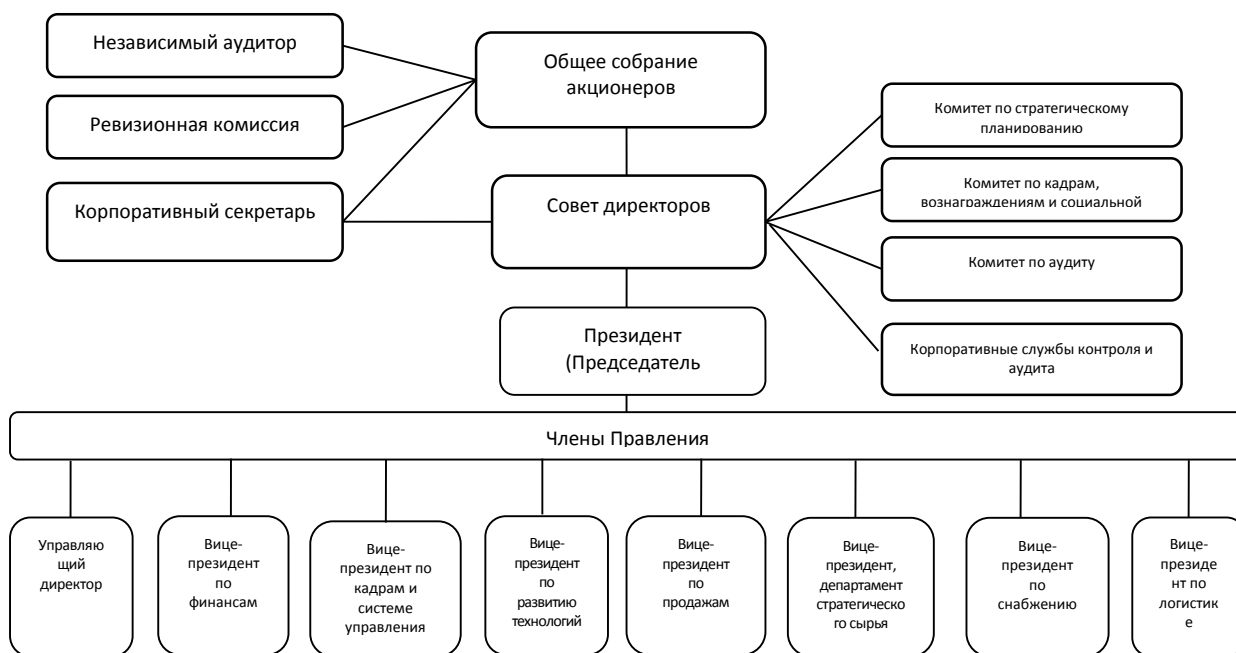 Независимый аудитор
Общее собрание
акционеров
Ревизионная комиссия
Комитет по стратегическому
планированию
Корпоративный секретарь
Совет директоров
Комитет по кадрам,
вознаграждениям и социальной
Комитет по аудиту
Президент
(Председатель
Корпоративные службы контроля и
аудита
Члены Правления
Управляю
щий
директор
Вице-
президент
по
финансам
Вице-
президент по
кадрам и
системе
управления
Вице-
президент
по
развитию
технологий
Вице-
президент
по
продажам
Вице-
президент,
департамент
стратегическо
го сырья
Вице-
президент
по
снабжению
Вице-
президе
нт по
логистик
е